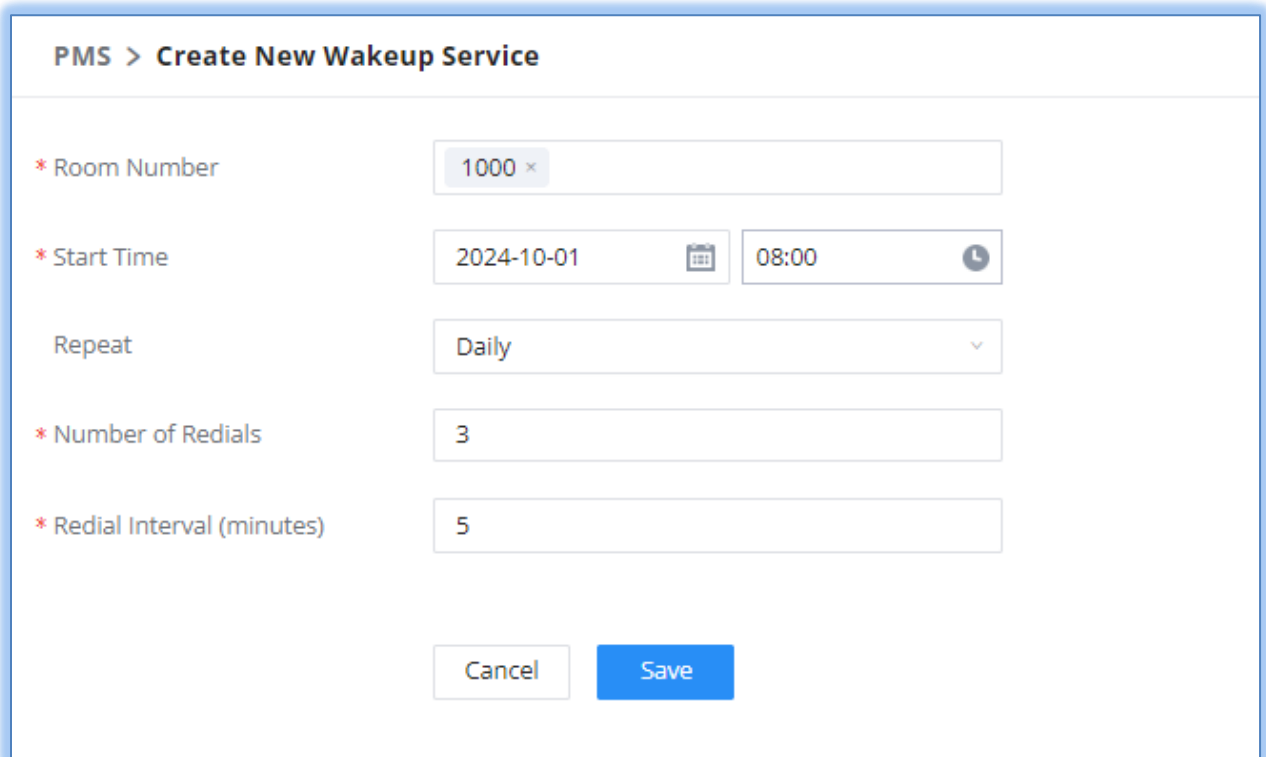 PMS > Create New Wakeup Service
* Room Number 1000 ×
* Start Time 2024-10-01 08:00
Repeat Daily
* Number of Redials 3
* Redial Interval (minutes) 5
Cancel Save